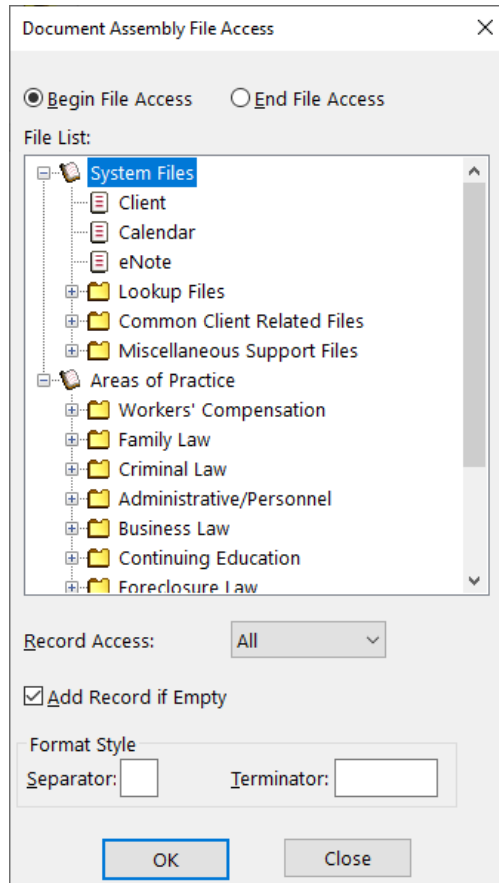 Document Assembly File Access
Begin File Access End File Access
File List:
System Files
Client
Calendar
eNote
Lookup Files
Common Client Related Files
Miscellaneous Support Files
Areas of Practice
Workers' Compensation
Family Law
Criminal Law
Administrative/Personnel
Business Law
Continuing Education
Foreclosure Law
Record Access: All
Add Record if Empty
Format Style
Separator: Terminator:
OK Close